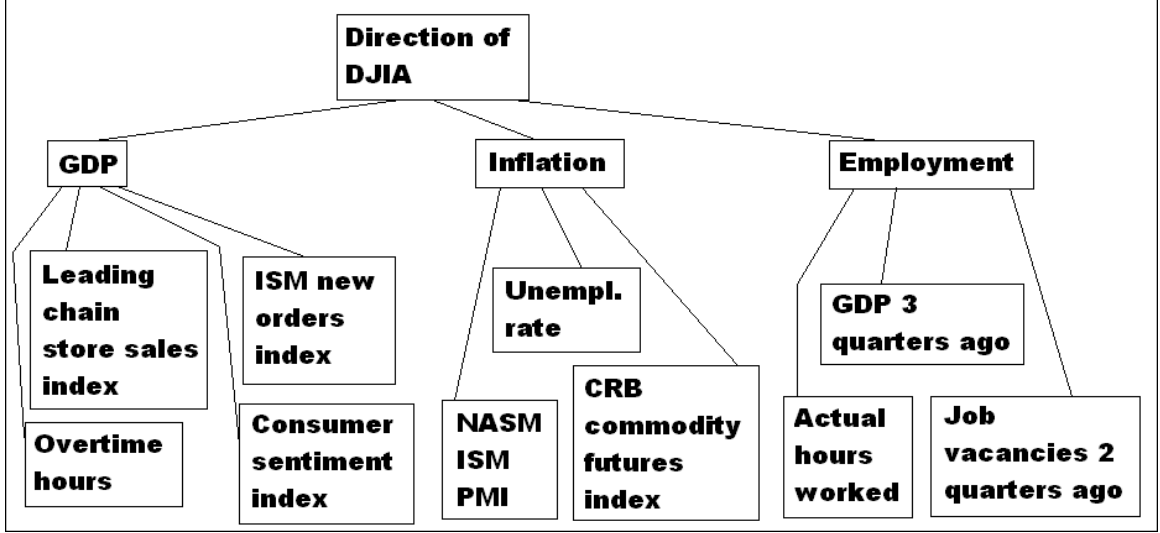 Direction of
DJIA
GDP
Inflation
Employment
Leading
chain
store sales
index
ISM new
orders
index
Unempl.
rate
GDP 3
quarters ago
Overtime
hours
Consumer
sentiment
index
NASM
ISM
PMI
CRB
commodity
futures
index
Actual
hours
worked
Job
vacancies 2
quarters ago